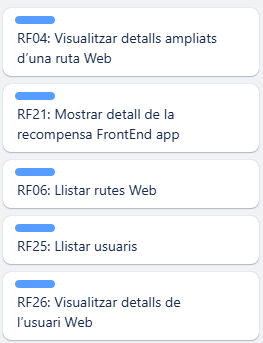 RF04: Visualitzar detalls ampliats
d'una ruta Web
RF21: Mostrar detall de la
recompensa FrontEnd app
RF06: Llistar rutes Web
RF25: Llistar usuaris
RF26: Visualitzar detalls de
l'usuari Web